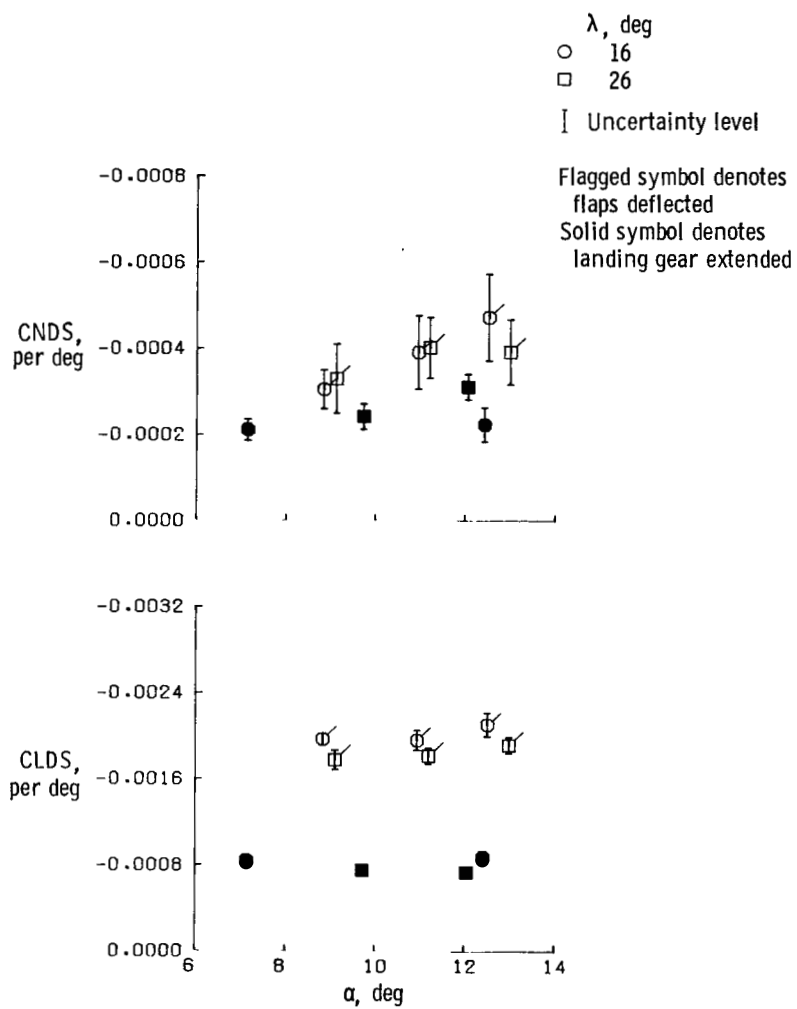 λ, deg
16
26
Uncertainty level
Flagged symbol denotes
flaps deflected
Solid symbol denotes
landing gear extended
-0.0008
-0.0006
CNDS,
per deg
-0.0004
-0.0002
0.0000
-0.0032
-0.0024
CLDS,
per deg
-0.0016
-0.0008
0.0000
6 8 10 12 14
α, deg